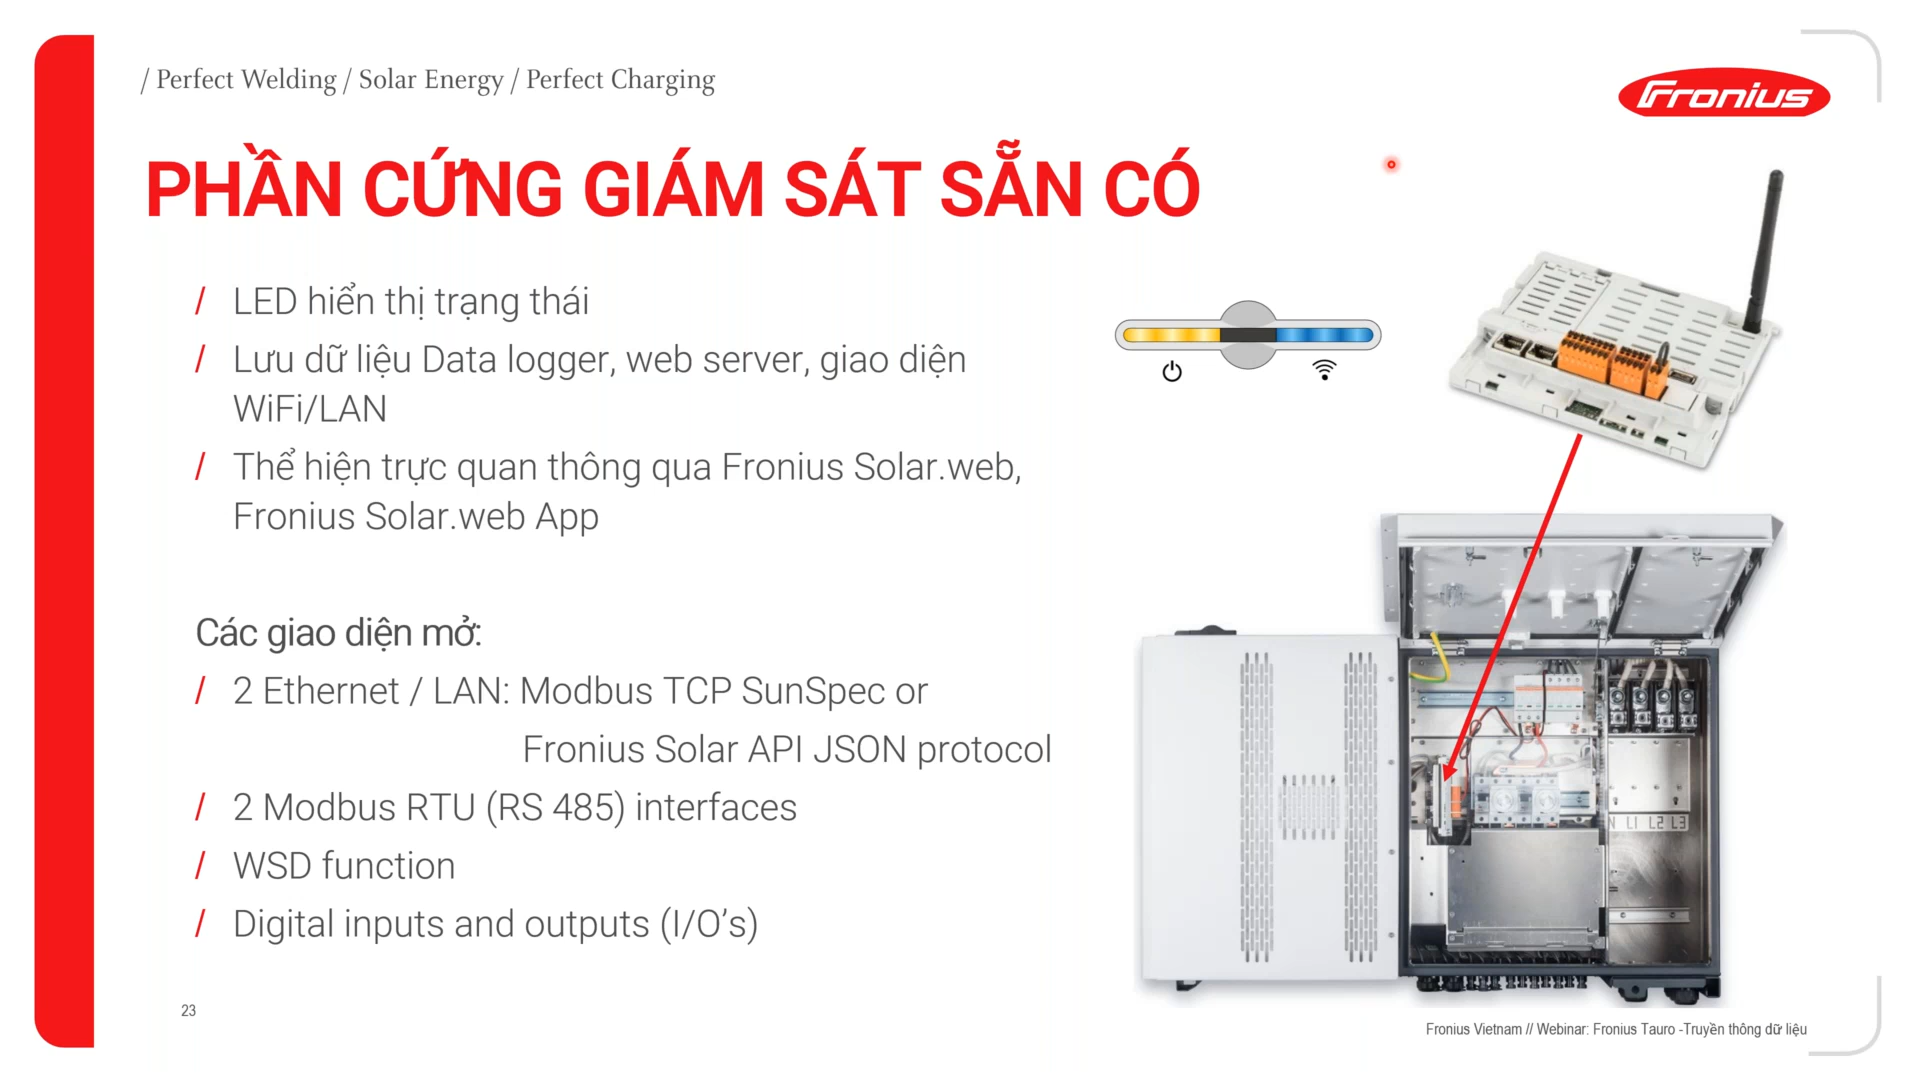 / Perfect Welding / Solar Energy / Perfect Charging
Fronius
PHẦN CỨNG GIÁM SÁT SẴN CÓ
/ LED hiển thị trạng thái
/ Lưu dữ liệu Data logger, web server, giao diện
WiFi/LAN
/ Thể hiện trực quan thông qua Fronius Solar.web,
Fronius Solar.web App
Các giao diện mở:
/ 2 Ethernet / LAN: Modbus TCP SunSpec or
Fronius Solar API JSON protocol
/ 2 Modbus RTU (RS 485) interfaces
/ WSD function
/ Digital inputs and outputs (I/O’s)
N L1 L2 L3
23
Fronius Vietnam // Webinar: Fronius Tauro -Truyền thông dữ liệu